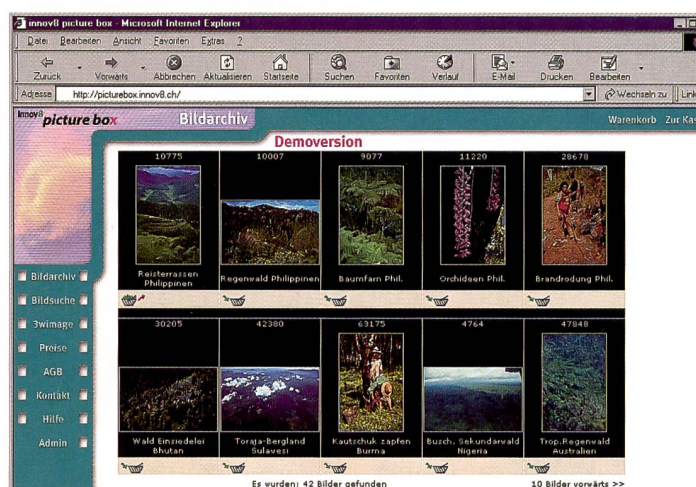 innov8 picture box - Microsoft Internet Explorer
Datei Bearbeiten Ansicht Favoriten Extras ?
Zurück Vorwärts Abbrechen Aktualisieren Startseite Suchen Favoriten Verlauf E-Mail Drucken Bearbeiten
Adresse http://picturebox.innov8.ch/ Wechseln zu Link
innov8 picture box Bildarchiv Warenkorb Zur Kas
Demoversion
10775 10007 9077 11220 28678
Reisterrassen Philippinen
Regenwald Philippinen
Baumfarn Phil.
Orchideen Phil.
Brandrodung Phil.
30205 42380 63175 4764 47848
Wald Einsiedelei Bhutan
Toraja-Bergland Sulavesi
Kautschuk zapfen Burma
Busch, Sekundärwald Nigeria
Trop.Regenwald Australien
Es wurden: 42 Bilder gefunden 10 Bilder vorwärts >>
Bildarchiv
Bildsuche
3wimage
Preise
AGB
Kontakt
Hilfe
Admin